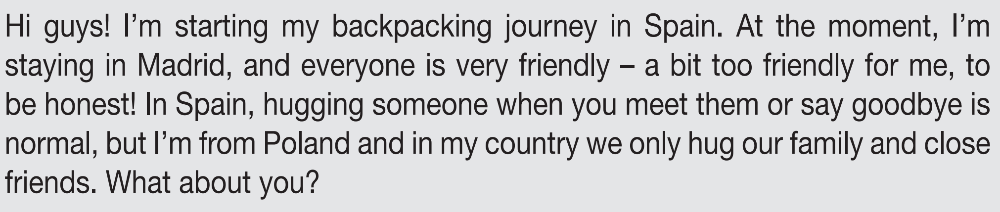 Hi guys! I’m starting my backpacking journey in Spain. At the moment, I’m
staying in Madrid, and everyone is very friendly – a bit too friendly for me, to
be honest! In Spain, hugging someone when you meet them or say goodbye is
normal, but I’m from Poland and in my country we only hug our family and close
friends. What about you?